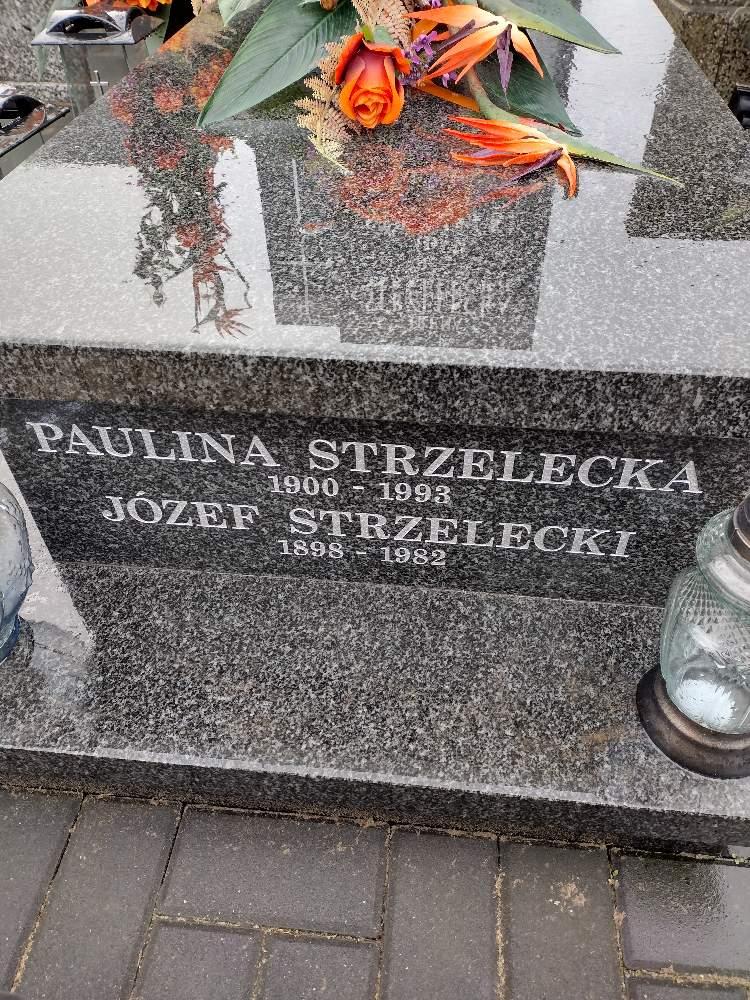 PAULINA STRZELECKA
1900 - 1993
JÓZEF STRZELECKI
1898 - 1982